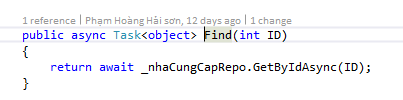 1 reference | Phạm Hoàng Hải sơn, 12 days ago | 1 change
public async Task<object> Find(int ID)
{
return await _nhaCungCapRepo.GetByIdAsync(ID);
}